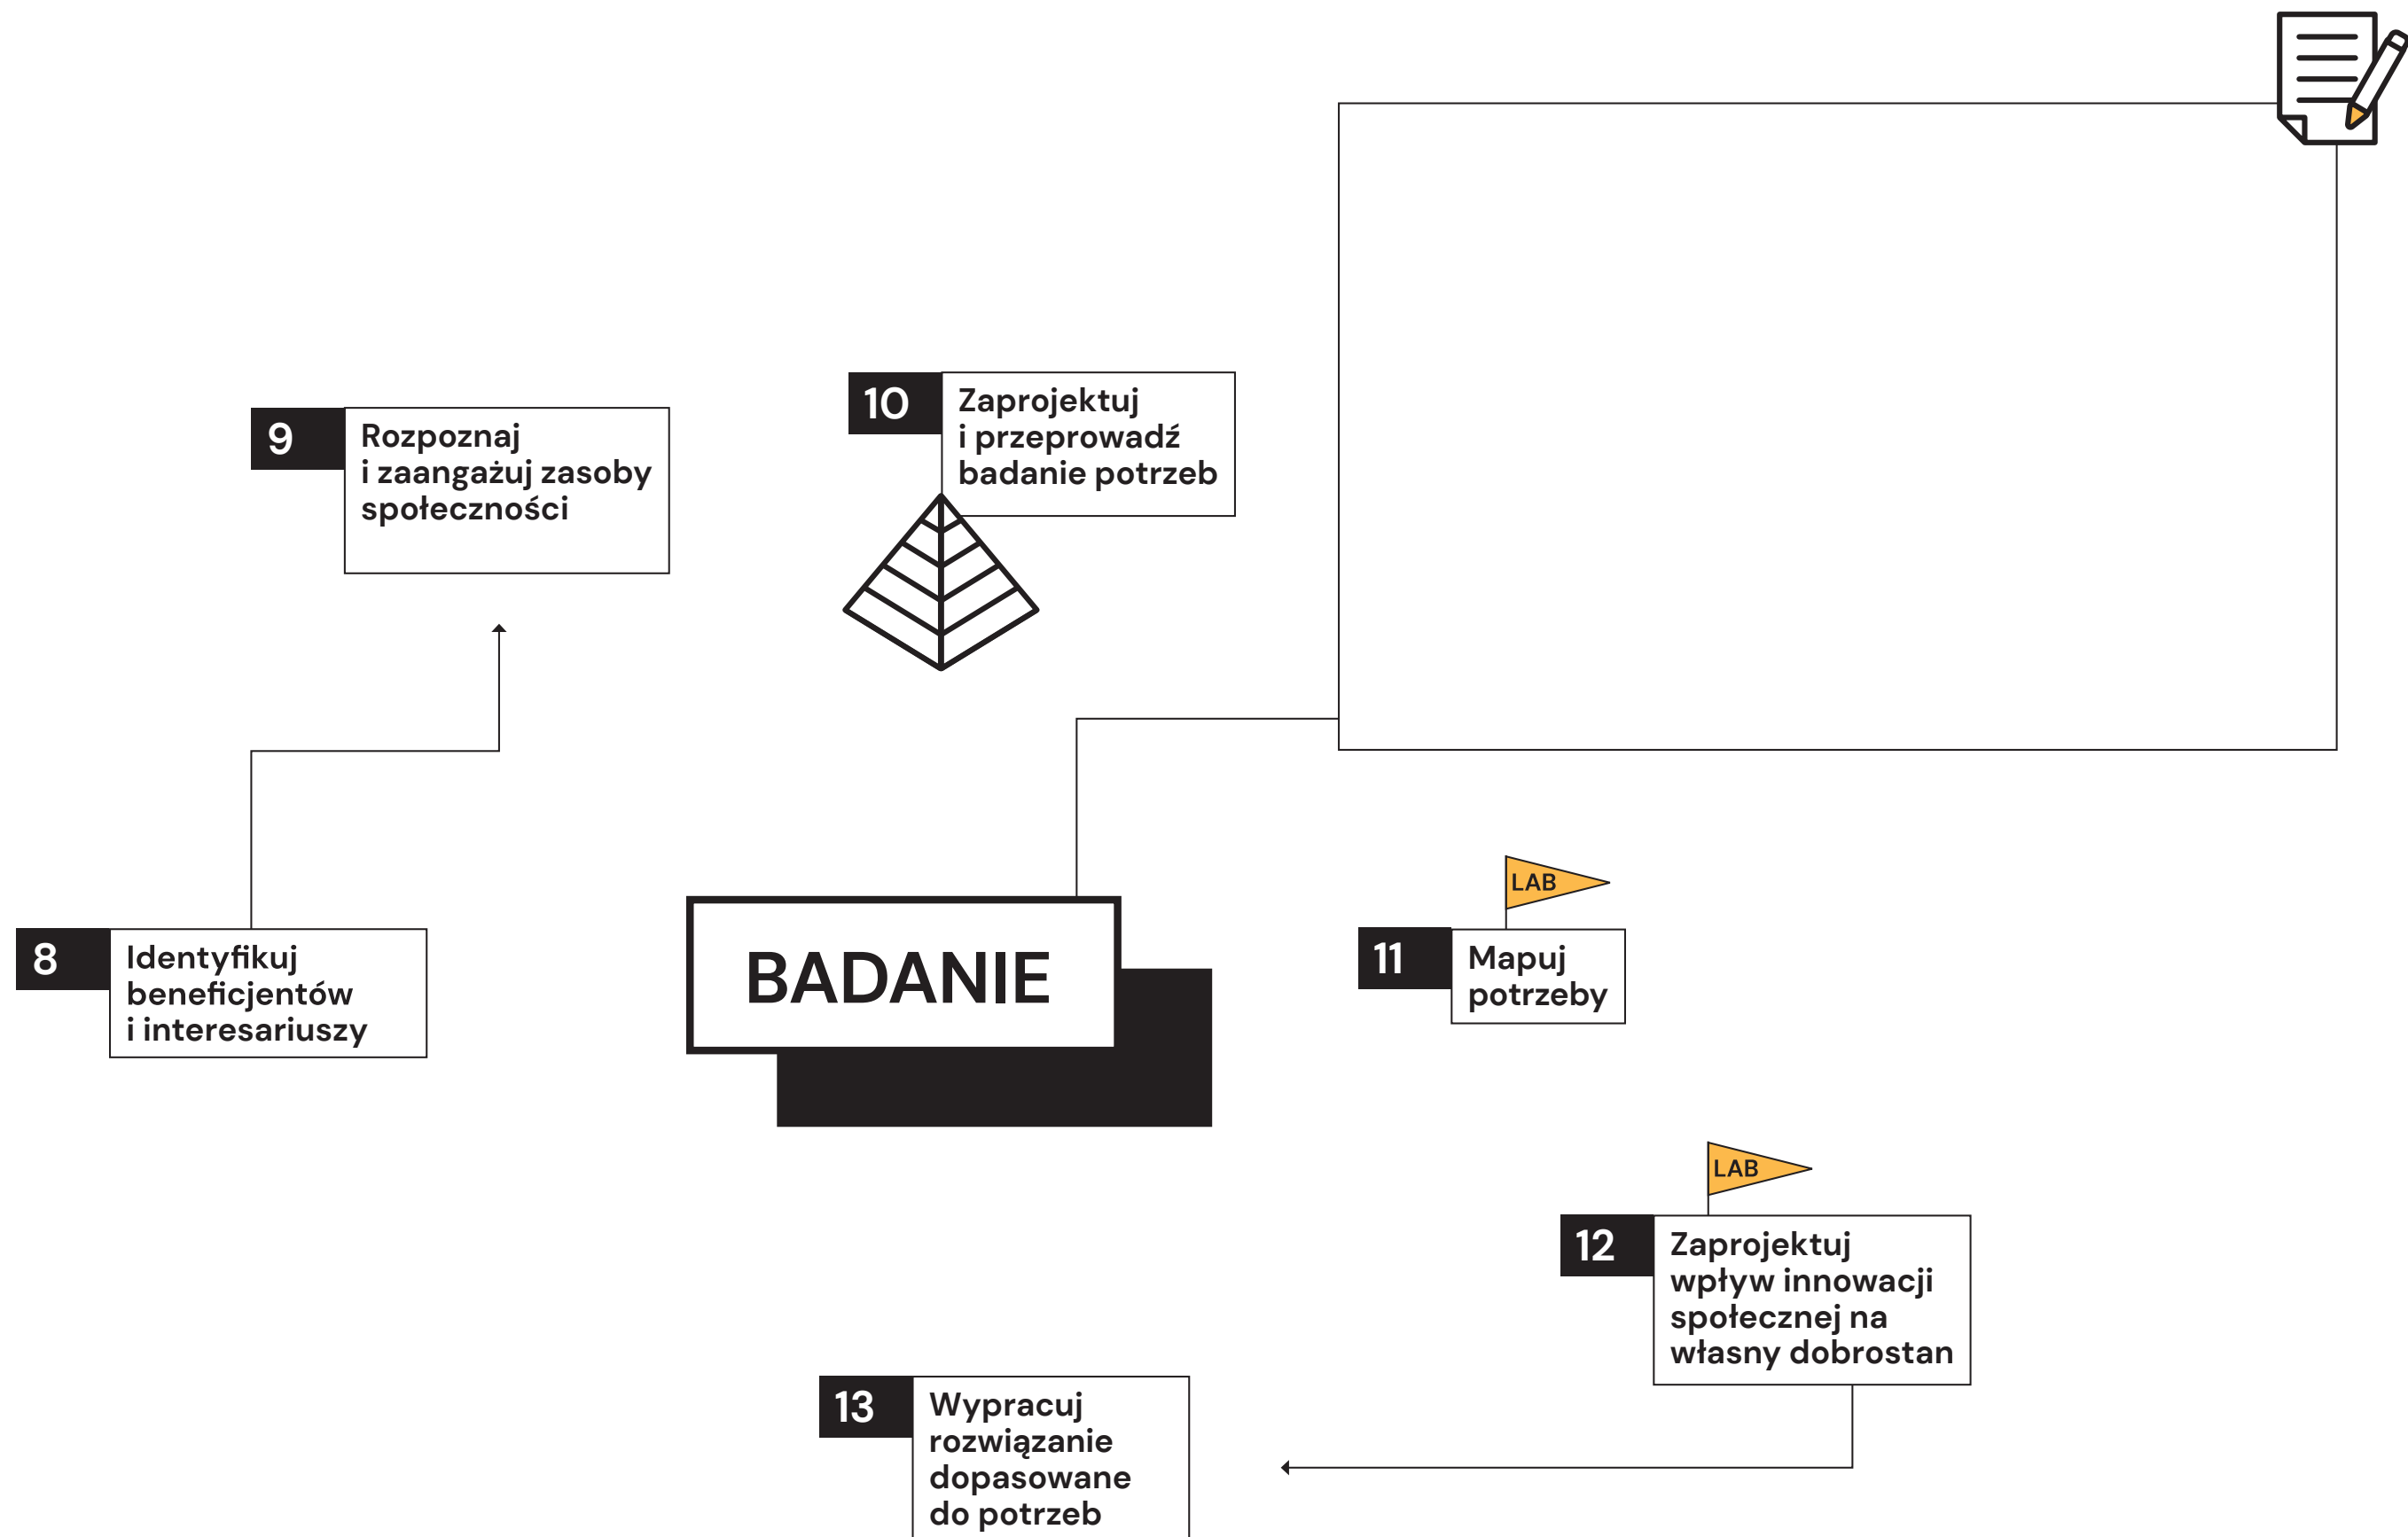 9
Rozpoznaj
i zaangażuj zasoby
społeczności
10
Zaprojektuj
i przeprowadź
badanie potrzeb
8
Identyfikuj
beneficjentów
i interesariuszy
BADANIE
LAB
11
Mapuj
potrzeby
LAB
12
Zaprojektuj
wpływ innowacji
społecznej na
własny dobrostan
13
Wypracuj
rozwiązanie
dopasowane
do potrzeb